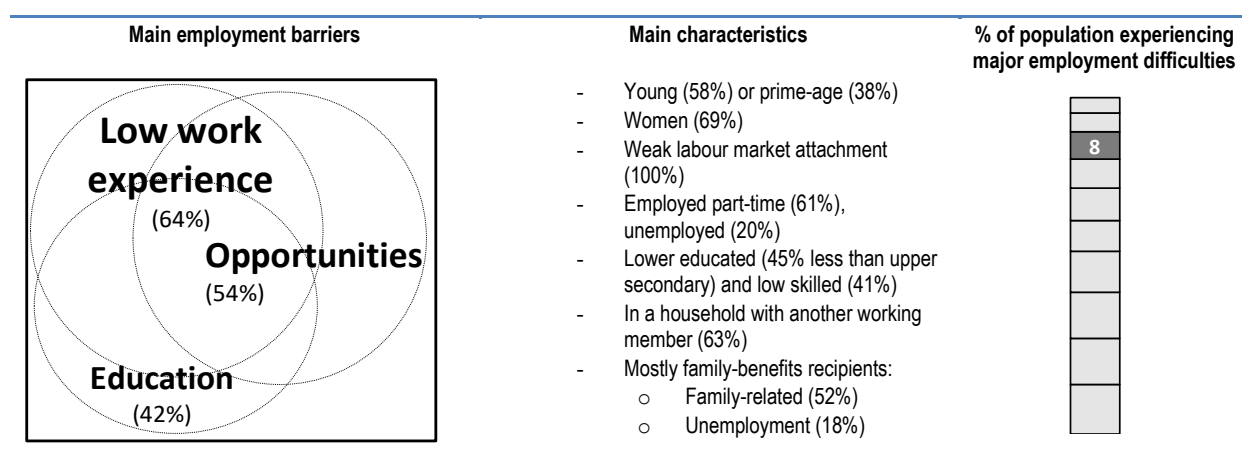 Main employment barriers
Main characteristics
% of population experiencing
major employment difficulties
Low work
experience
(64%)
Opportunities
(54%)
Education
(42%)
- Young (58%) or prime-age (38%)
- Women (69%)
- Weak labour market attachment
(100%)
- Employed part-time (61%),
unemployed (20%)
- Lower educated (45% less than upper
secondary) and low skilled (41%)
- In a household with another working
member (63%)
- Mostly family-benefits recipients:
o Family-related (52%)
o Unemployment (18%)
8